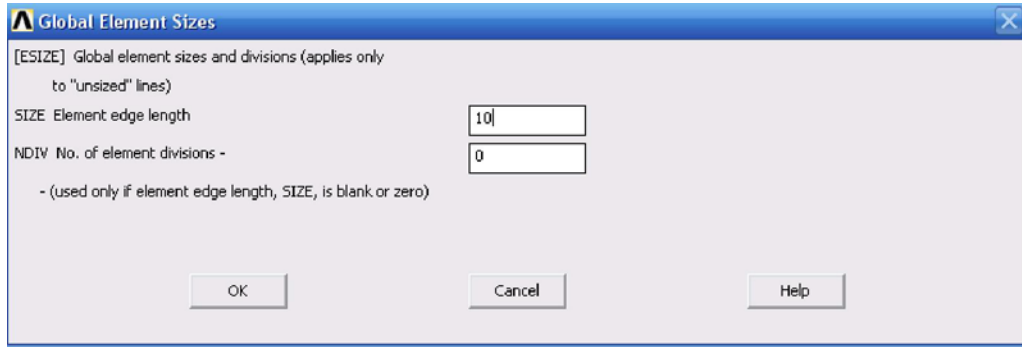 Global Element Sizes
[ESIZE] Global element sizes and divisions (applies only
to "unsized" lines)
SIZE Element edge length 10
NDIV No. of element divisions - 0
- (used only if element edge length, SIZE, is blank or zero)
OK Cancel Help